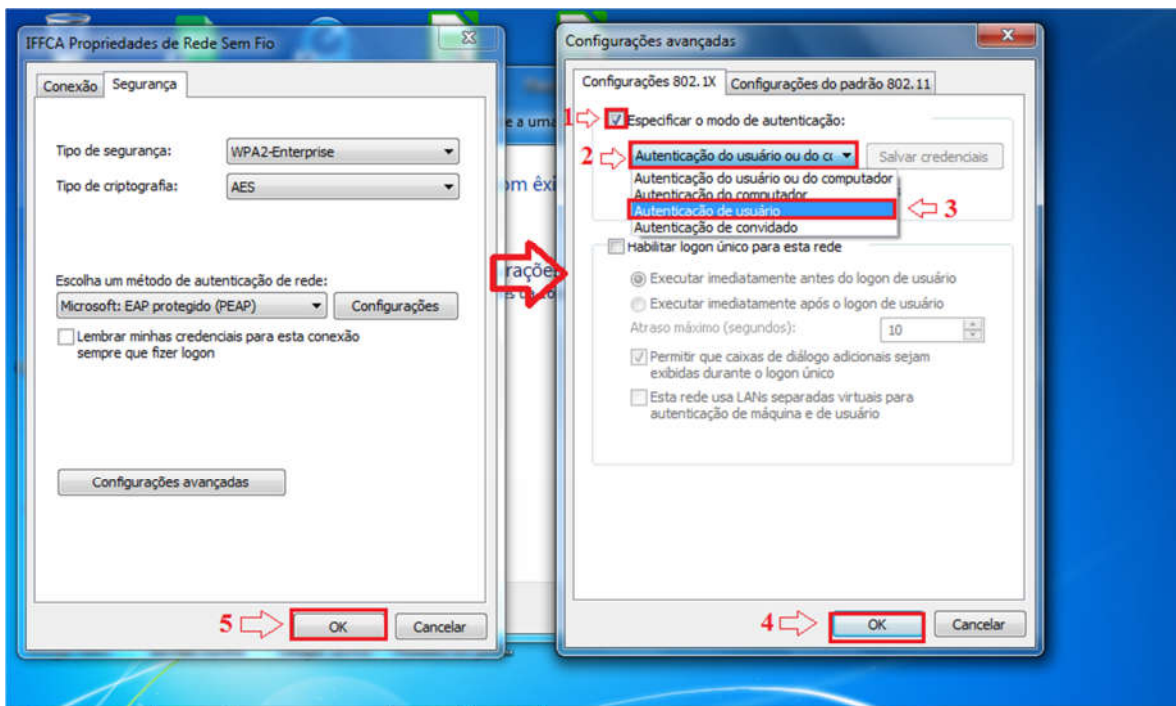 IFFCA Propriedades de Rede Sem Fio
Conexão
Segurança
Tipo de segurança:
WPA2-Enterprise
Tipo de criptografia:
AES
Escolha um método de autenticação de rede:
Microsoft: EAP protegido (PEAP)
Configurações
Lembrar minhas credenciais para esta conexão
sempre que fizer logon
Configurações avançadas
5
OK
Cancelar
e a uma
om êxi
rações
Configurações avançadas
Configurações 802.1X
Configurações do padrão 802.11
1
Especificar o modo de autenticação:
2
Autenticação do usuário ou do co
Salvar credenciais
Autenticação do usuário ou do computador
Autenticação do computador
Autenticação de usuário
3
Autenticação de convidado
Habilitar logon único para esta rede
Executar imediatamente antes do logon de usuário
Executar imediatamente após o logon de usuário
Atraso máximo (segundos):
10
Permitir que caixas de diálogo adicionais sejam
exibidas durante o logon único
Esta rede usa LANs separadas virtuais para
autenticação de máquina e de usuário
4
OK
Cancelar